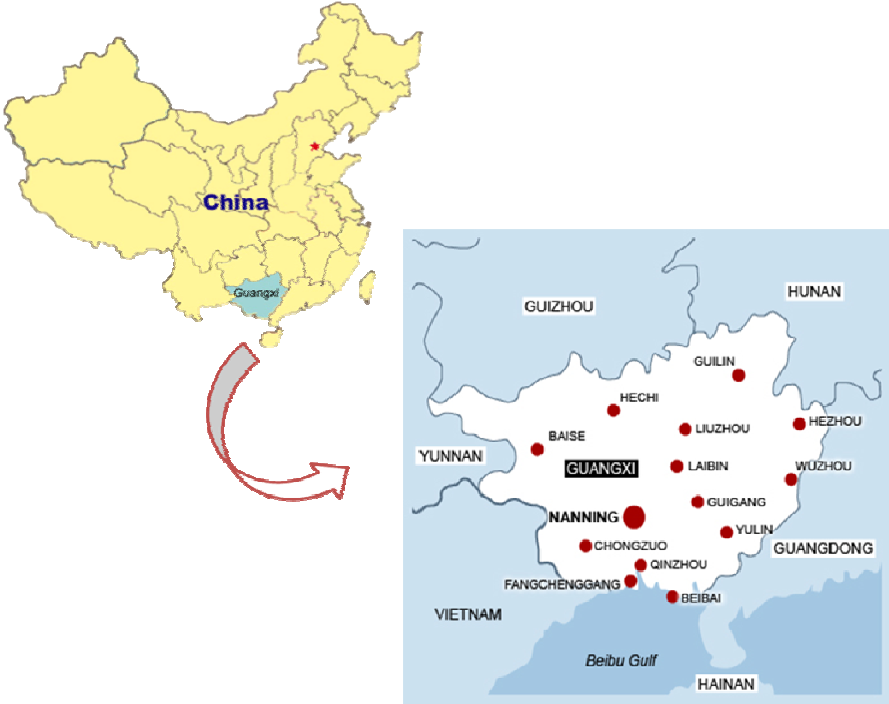 China
Guangxi
HUNAN
GUIZHOU
GUILIN
HECHI
HEZHOU
LIUZHOU
BAISE
YUNNAN
GUANGXI
LAIBIN
WUZHOU
GUIGANG
NANNING
YULIN
CHONGZUO
GUANGDONG
QINZHOU
FANGCHENGGANG
BEIBAI
VIETNAM
Beibu Gulf
HAINAN